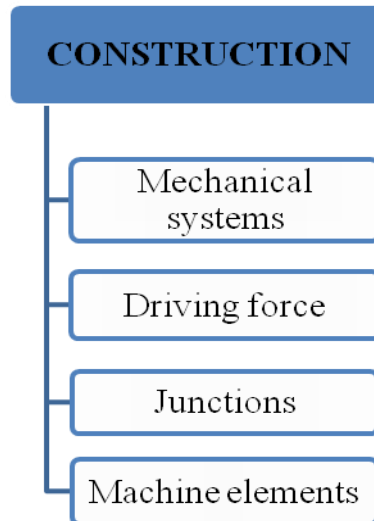 CONSTRUCTION
Mechanical
systems
Driving force
Junctions
Machine elements